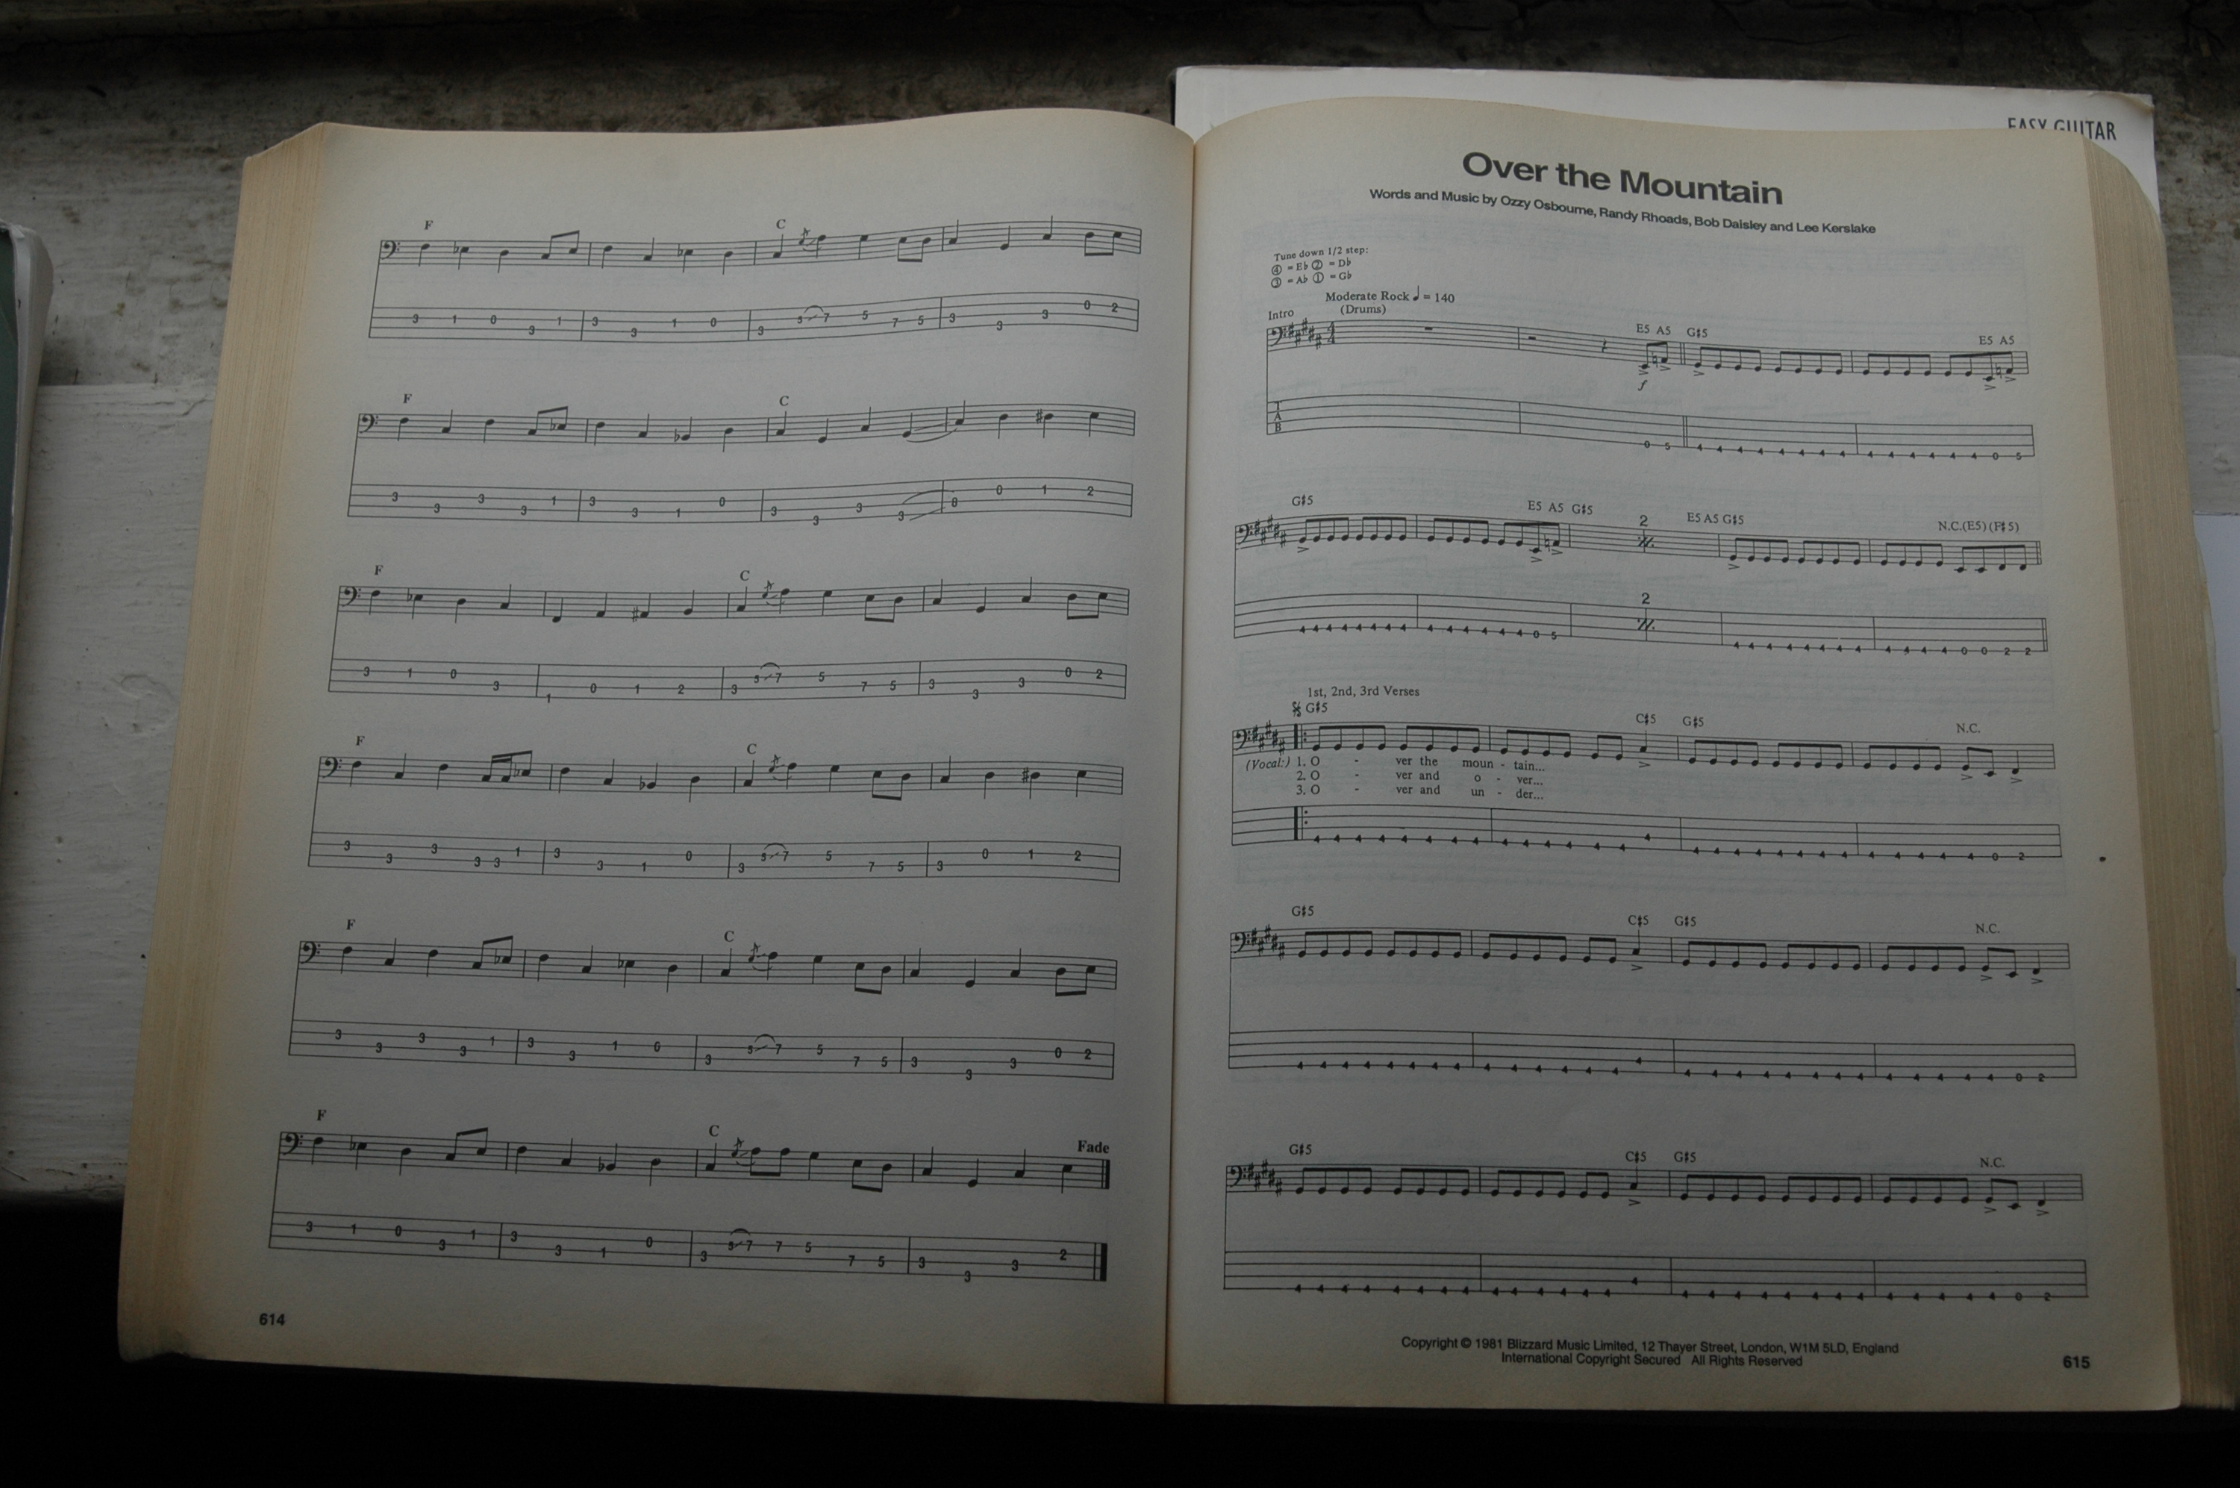 F C
3 1 0 3 1 3 3 1 0 3 5 7 5 7 5 3 3 3 0 2
F C
3 3 3 3 1 3 3 1 0 3 3 3 3 0 1 2
F C
3 1 0 3 1 0 1 2 3 5 7 5 7 5 3 3 3 0 2
F C
3 3 3 3 3 1 3 3 1 0 3 5 7 5 7 5 3 0 1 2
F C
3 3 3 3 1 3 3 1 0 3 5 7 5 7 5 3 3 3 0 2
F C Fade
3 1 0 3 1 3 3 1 0 3 5 7 7 5 7 5 3 3 3 2
614
EASY GUITAR
Over the Mountain
Words and Music by Ozzy Osbourne, Randy Rhoads, Bob Daisley and Lee Kerslake
Tune down 1/2 step:
④ = E♭ ② = D♭
③ = A♭ ① = G♭
Moderate Rock ♩ = 140
Intro (Drums)
E5 A5 G♯5 E5 A5
f
T
A
B
0 5 4 4 4 4 4 4 4 4 4 4 4 4 4 4 0 5
G♯5 E5 A5 G♯5 2 E5 A5 G♯5 N.C.(E5) (F♯5)
4 4 4 4 4 4 4 4 4 4 4 4 4 4 0 5 2 4 4 4 4 4 4 4 4 4 4 4 4 0 0 2 2
1st, 2nd, 3rd Verses
G♯5 C♯5 G♯5 N.C.
(Vocal:) 1. O - ver the moun - tain...
2. O - ver and o - ver...
3. O - ver and un - der...
4 4 4 4 4 4 4 4 4 4 4 4 4 4 4 4 4 4 4 4 4 4 4 4 4 4 4 4 4 0 2
G♯5 C♯5 G♯5 N.C.
4 4 4 4 4 4 4 4 4 4 4 4 4 4 4 4 4 4 4 4 4 4 4 4 4 4 4 4 4 0 2
G♯5 C♯5 G♯5 N.C.
4 4 4 4 4 4 4 4 4 4 4 4 4 4 4 4 4 4 4 4 4 4 4 4 4 4 4 4 4 0 2
Copyright © 1981 Blizzard Music Limited, 12 Thayer Street, London, W1M 5LD, England
International Copyright Secured All Rights Reserved
615